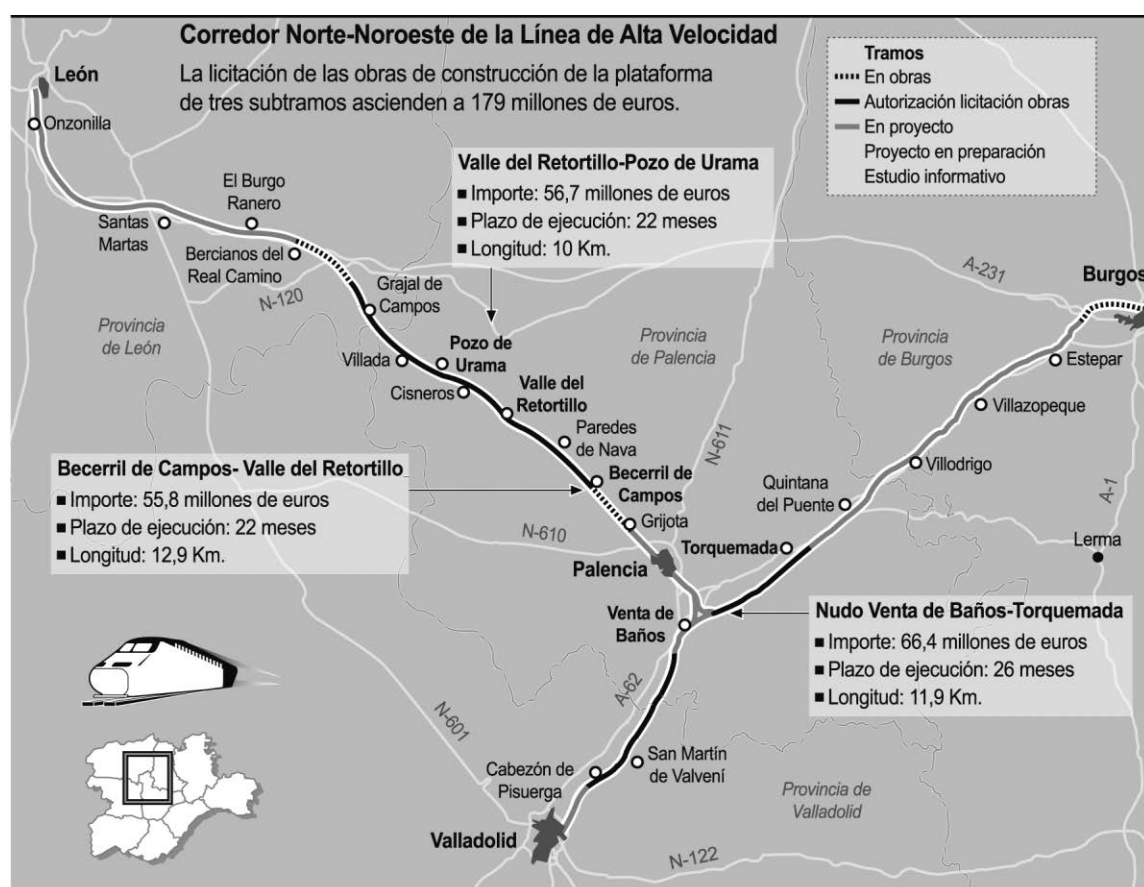 Corredor Norte-Noroeste de la Línea de Alta Velocidad
La licitación de las obras de construcción de la plataforma
de tres subtramos ascienden a 179 millones de euros.
Tramos
En obras
Autorización licitación obras
En proyecto
Proyecto en preparación
Estudio informativo
León
Onzonilla
Santas
Martas
El Burgo
Ranero
Bercianos del
Real Camino
N-120
Provincia
de León
Valle del Retortillo-Pozo de Urama
■ Importe: 56,7 millones de euros
■ Plazo de ejecución: 22 meses
■ Longitud: 10 Km.
A-231
Burgos
Grajal de
Campos
Villada
Pozo de
Urama
Cisneros
Valle del
Retortillo
Provincia
de Palencia
Provincia
de Burgos
Estepar
Villazopeque
Paredes
de Nava
N-611
Becerril de Campos- Valle del Retortillo
■ Importe: 55,8 millones de euros
■ Plazo de ejecución: 22 meses
■ Longitud: 12,9 Km.
Becerril de
Campos
Villodrigo
Quintana
del Puente
A-1
Grijota
N-610
Torquemada
Lerma
Palencia
Venta de
Baños
Nudo Venta de Baños-Torquemada
■ Importe: 66,4 millones de euros
■ Plazo de ejecución: 26 meses
■ Longitud: 11,9 Km.
A-62
N-601
San Martín
de Valvení
Cabezón de
Pisuerga
Provincia de
Valladolid
Valladolid
N-122